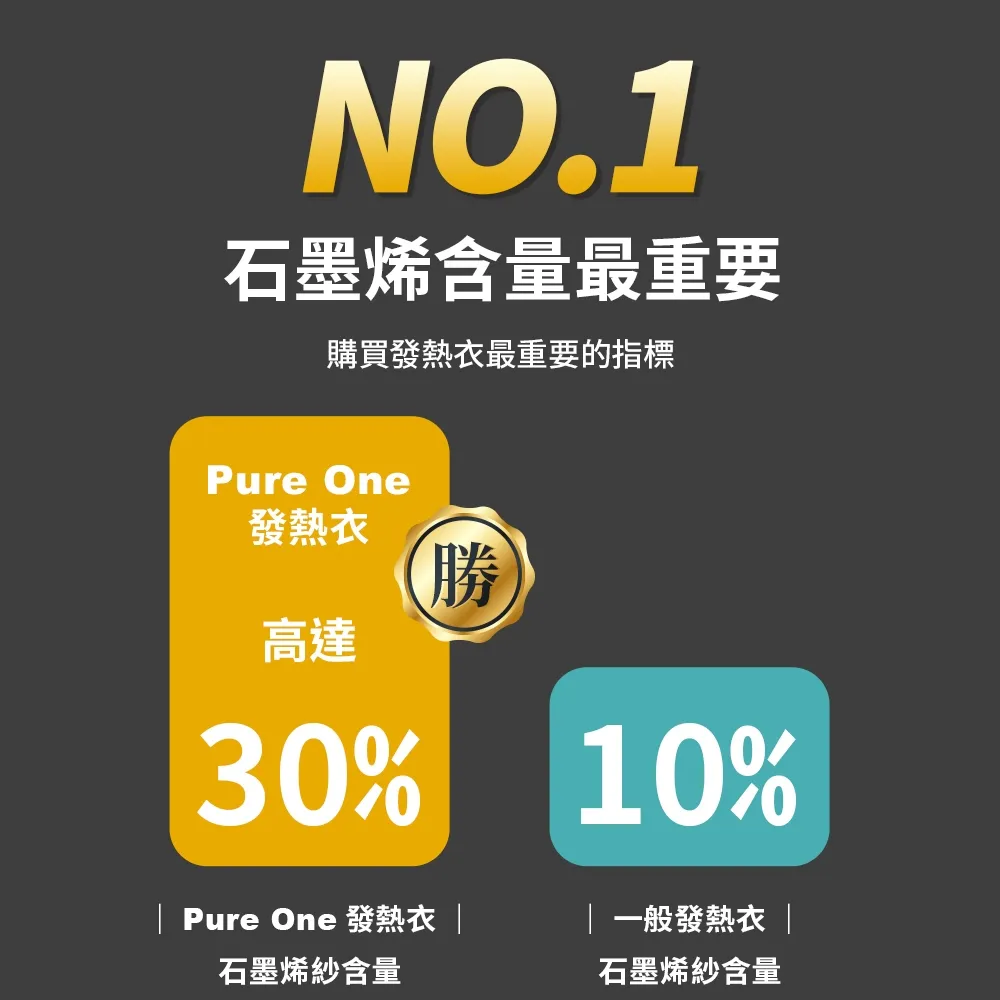 NO.1
石墨烯含量最重要
購買發熱衣最重要的指標
Pure One
發熱衣
勝
高達
30%
10%
Pure One 發熱衣
石墨烯紗含量
一般發熱衣
石墨烯紗含量